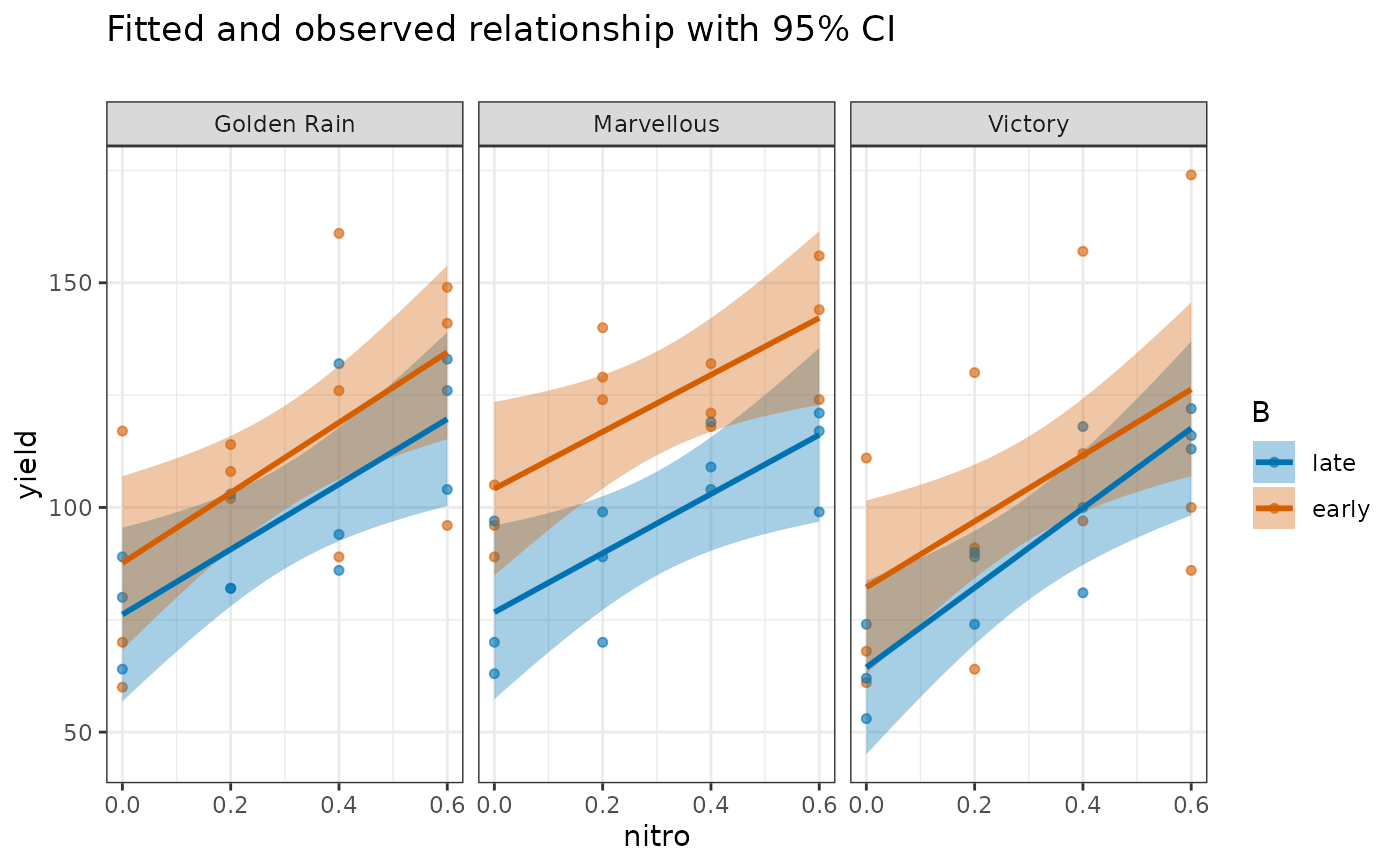 Fitted and observed relationship with 95% CI
Golden Rain
Marvellous
Victory
150
100
50
yield
0.0 0.2 0.4 0.6
0.0 0.2 0.4 0.6
0.0 0.2 0.4 0.6
nitro
B
late
early